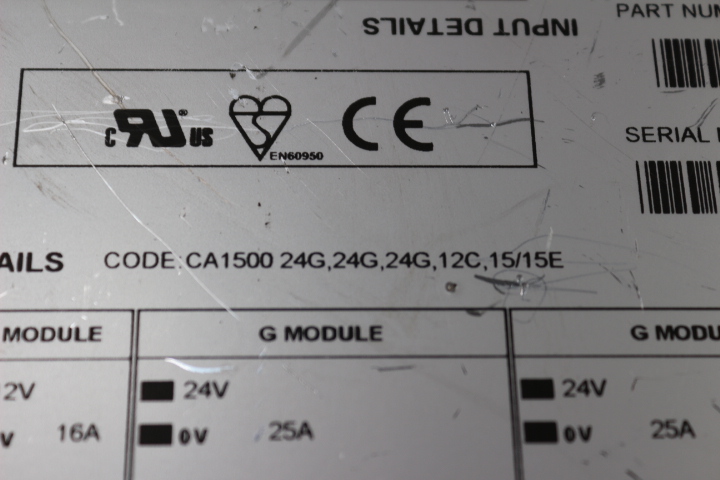 INPUT DETAILS
PART NUM
c RU US
EN60950
CE
SERIAL
AILS CODE: CA1500 24G,24G,24G,12C,15/15E
MODULE G MODULE G MODU
2V 24V 24V
V 16A 0V 25A 0V 25A